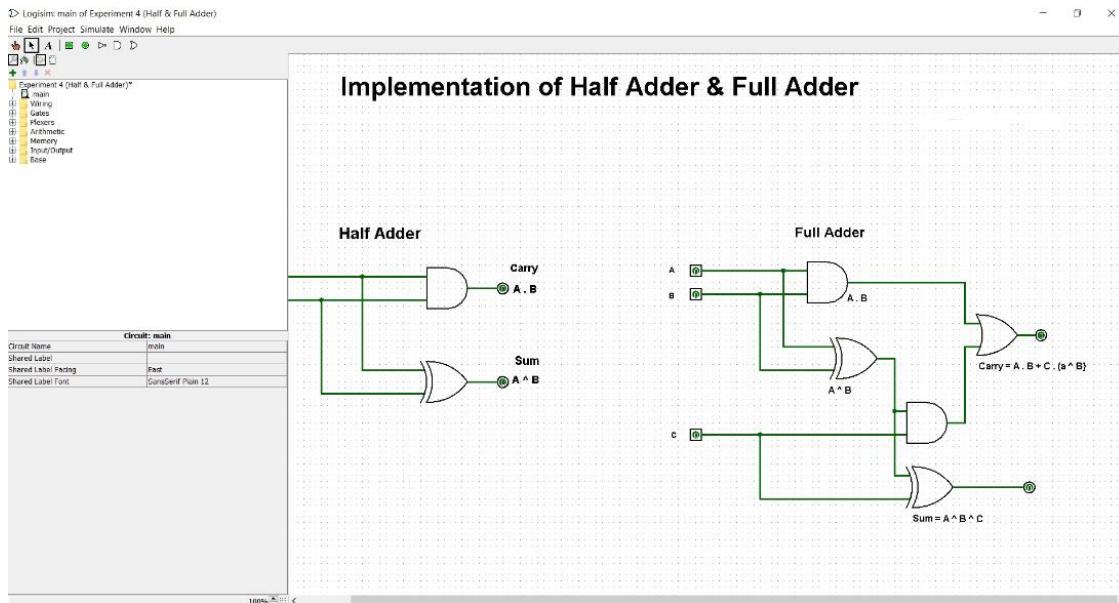 Logisim: main of Experiment 4 (Half & Full Adder)
File Edit Project Simulate Window Help
A
Experiment 4 (Half & Full Adder)*
main
Wiring
Gates
Plexers
Arithmetic
Memory
Input/Output
Base
Circuit: main
Circuit Name main
Shared Label
Shared Label Facing East
Shared Label Font SansSerif Plain 12
100%
Implementation of Half Adder & Full Adder
Half Adder
Carry
A . B
Sum
A ^ B
Full Adder
A
B
A . B
A ^ B
Carry = A . B + C . (a ^ B}
C
Sum = A ^ B ^ C